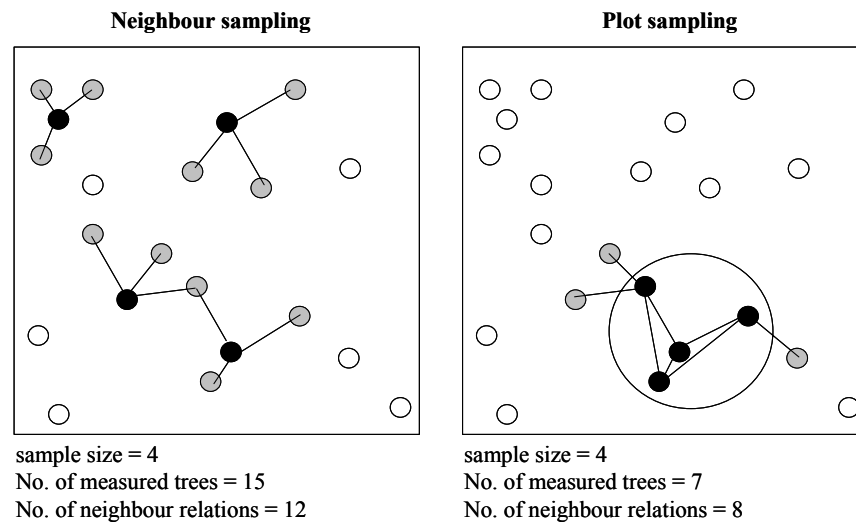 Neighbour sampling
Plot sampling
sample size = 4
No. of measured trees = 15
No. of neighbour relations = 12
sample size = 4
No. of measured trees = 7
No. of neighbour relations = 8